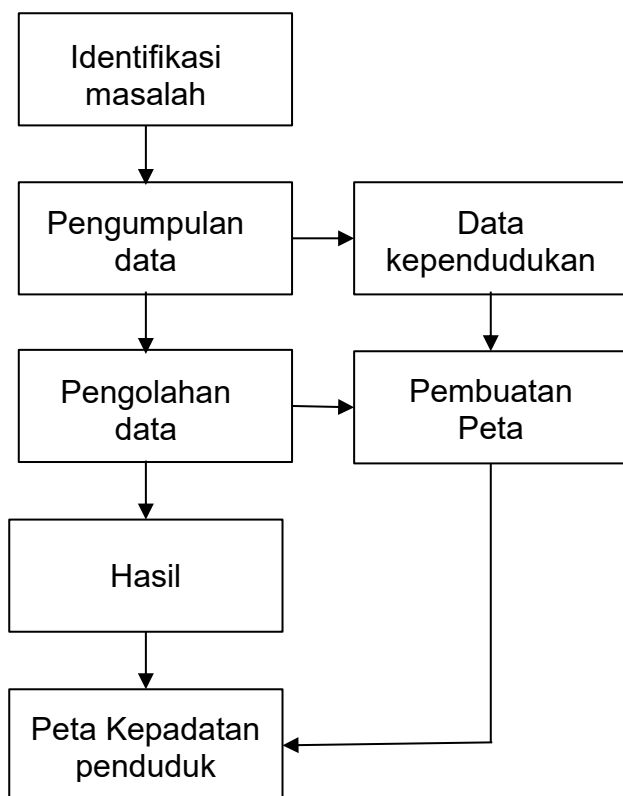 Identifikasi
masalah
Pengumpulan
data
Data
kependudukan
Pengolahan
data
Pembuatan
Peta
Hasil
Peta Kepadatan
penduduk